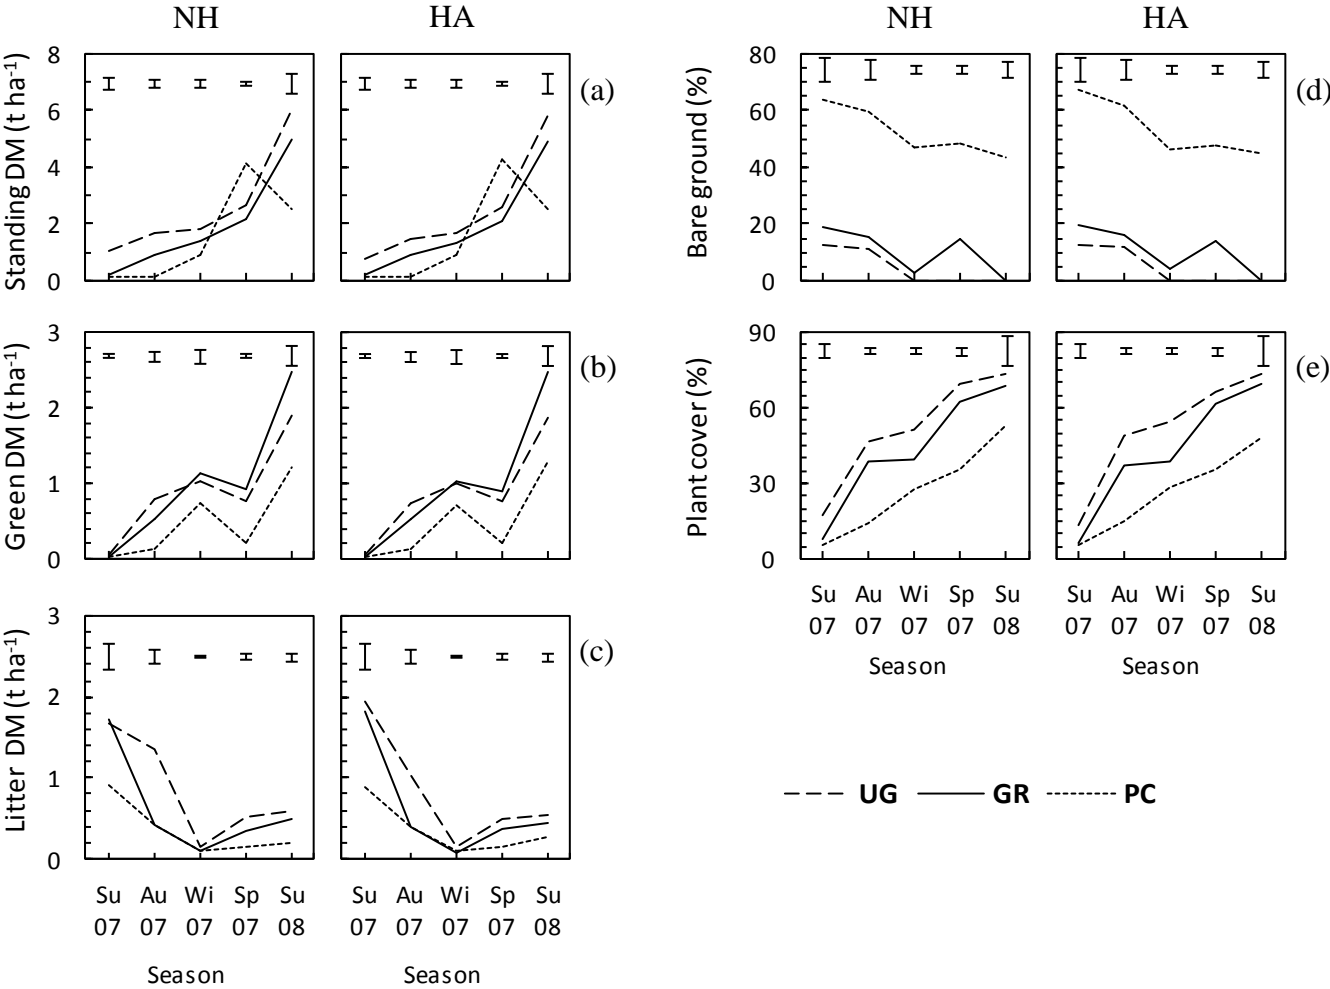 NH
HA
8
6
4
2
0
Standing DM (t ha-1)
(a)
3
2
1
0
Green DM (t ha-1)
(b)
3
2
1
0
Litter DM (t ha-1)
(c)
Su Au Wi Sp Su
07 07 07 07 08
Season
Su Au Wi Sp Su
07 07 07 07 08
Season
NH
HA
80
60
40
20
0
Bare ground (%)
(d)
90
60
30
0
Plant cover (%)
(e)
Su Au Wi Sp Su
07 07 07 07 08
Season
Su Au Wi Sp Su
07 07 07 07 08
Season
UG GR PC